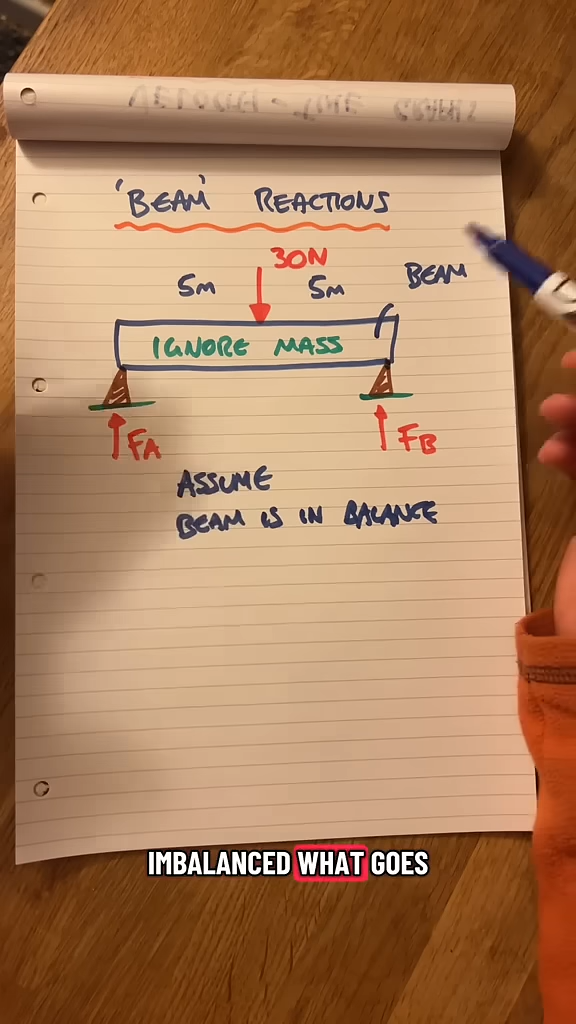 'BEAM' REACTIONS
30N
5m 5m BEAM
IGNORE MASS
FA FB
ASSUME
BEAM IS IN BALANCE
IMBALANCED WHAT GOES